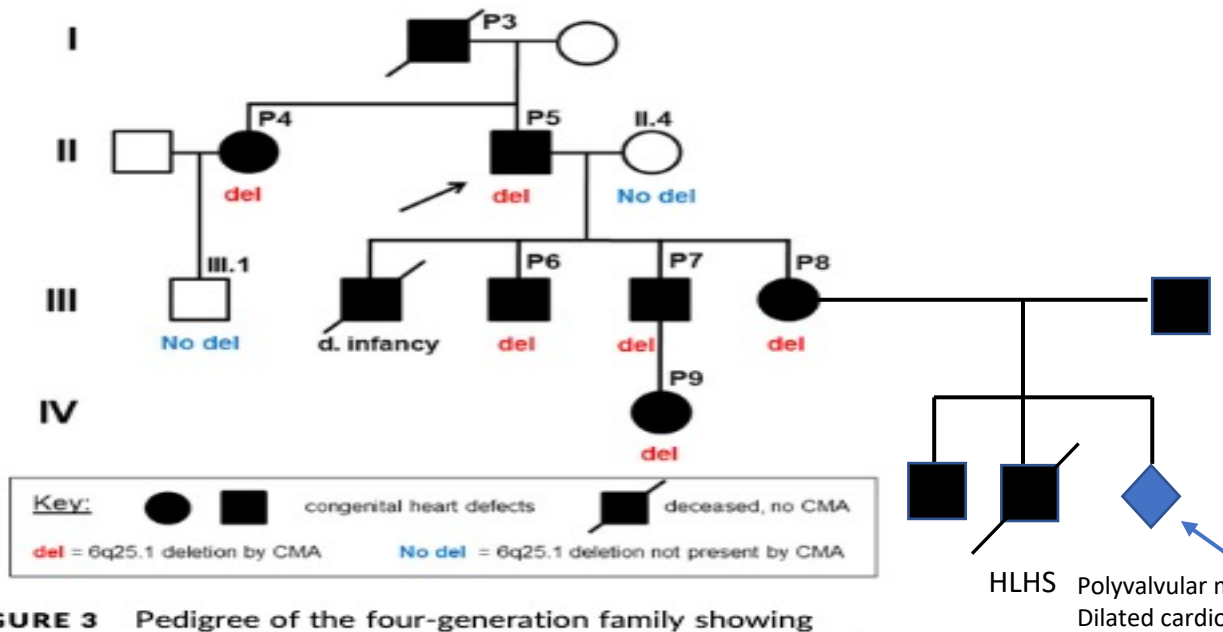 I
P3
II
P4
P5
II.4
del
del
No del
III
III.1
P6
P7
P8
No del
d. infancy
del
del
del
IV
P9
del
Key:
congenital heart defects
deceased, no CMA
del = 6q25.1 deletion by CMA
No del = 6q25.1 deletion not present by CMA
HLHS
Polyvalvular
Dilated
3 Pedigree of the four-generation family showing